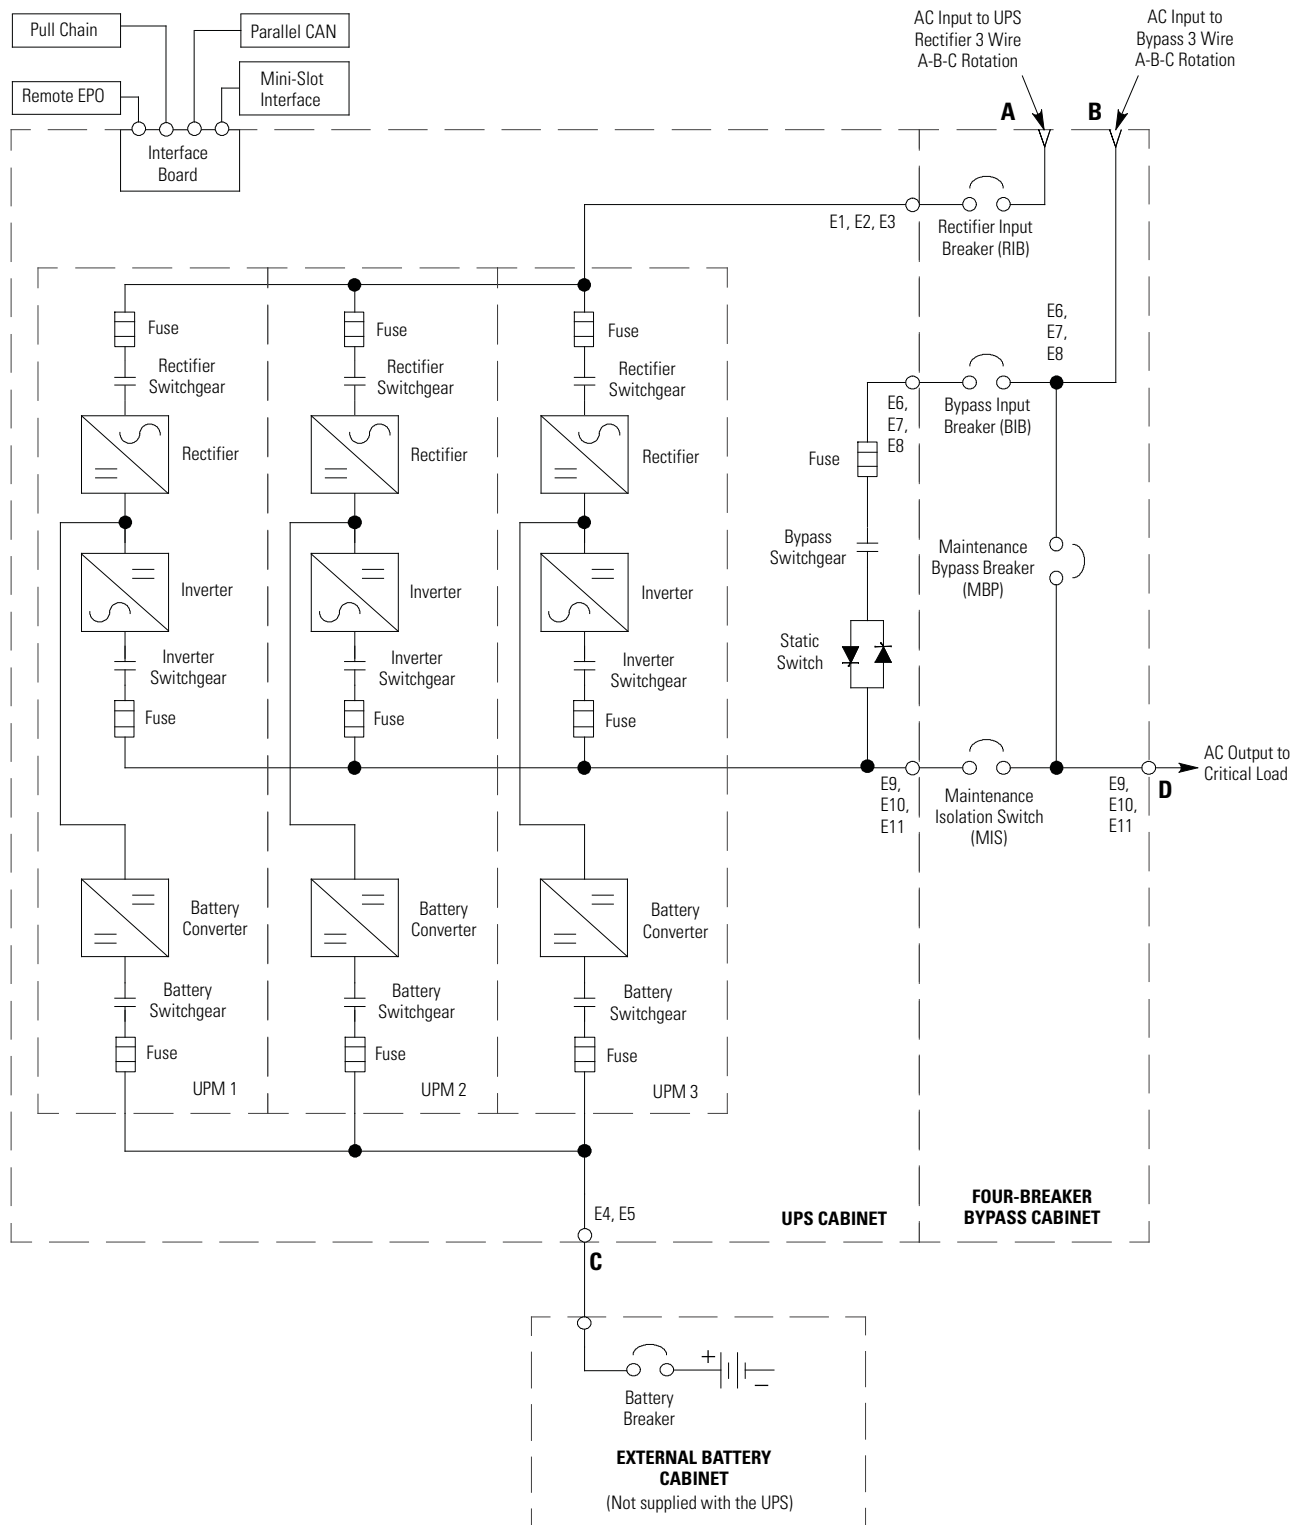 Pull Chain
Parallel CAN
Remote EPO
Mini-Slot
Interface
Interface
Board
AC Input to UPS
Rectifier 3 Wire
A-B-C Rotation
AC Input to
Bypass 3 Wire
A-B-C Rotation
A
B
E1, E2, E3
Rectifier Input
Breaker (RIB)
Fuse
Fuse
Fuse
Rectifier
Switchgear
Rectifier
Switchgear
Rectifier
Switchgear
Rectifier
Rectifier
Rectifier
E6,
E7,
E8
E6,
E7,
E8
Bypass Input
Breaker (BIB)
Fuse
Bypass
Switchgear
Maintenance
Bypass Breaker
(MBP)
Inverter
Inverter
Inverter
Inverter
Switchgear
Inverter
Switchgear
Inverter
Switchgear
Static
Switch
Fuse
Fuse
Fuse
E9,
E10,
E11
Maintenance
Isolation Switch
(MIS)
E9,
E10,
E11
D
AC Output to
Critical Load
Battery
Converter
Battery
Converter
Battery
Converter
Battery
Switchgear
Battery
Switchgear
Battery
Switchgear
Fuse
Fuse
Fuse
UPM 1
UPM 2
UPM 3
E4, E5
UPS CABINET
FOUR-BREAKER
BYPASS CABINET
C
+
−
Battery
Breaker
EXTERNAL BATTERY
CABINET
(Not supplied with the UPS)